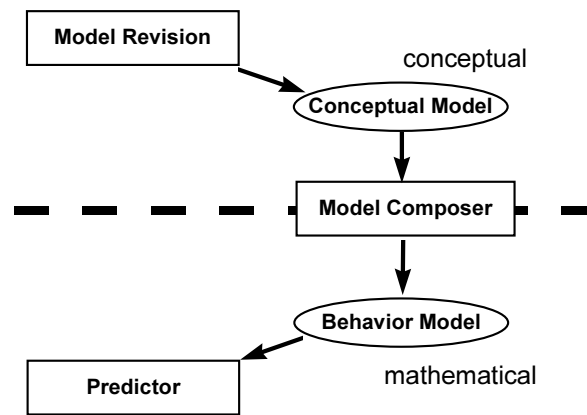 Model Revision
conceptual
Conceptual Model
Model Composer
Behavior Model
mathematical
Predictor